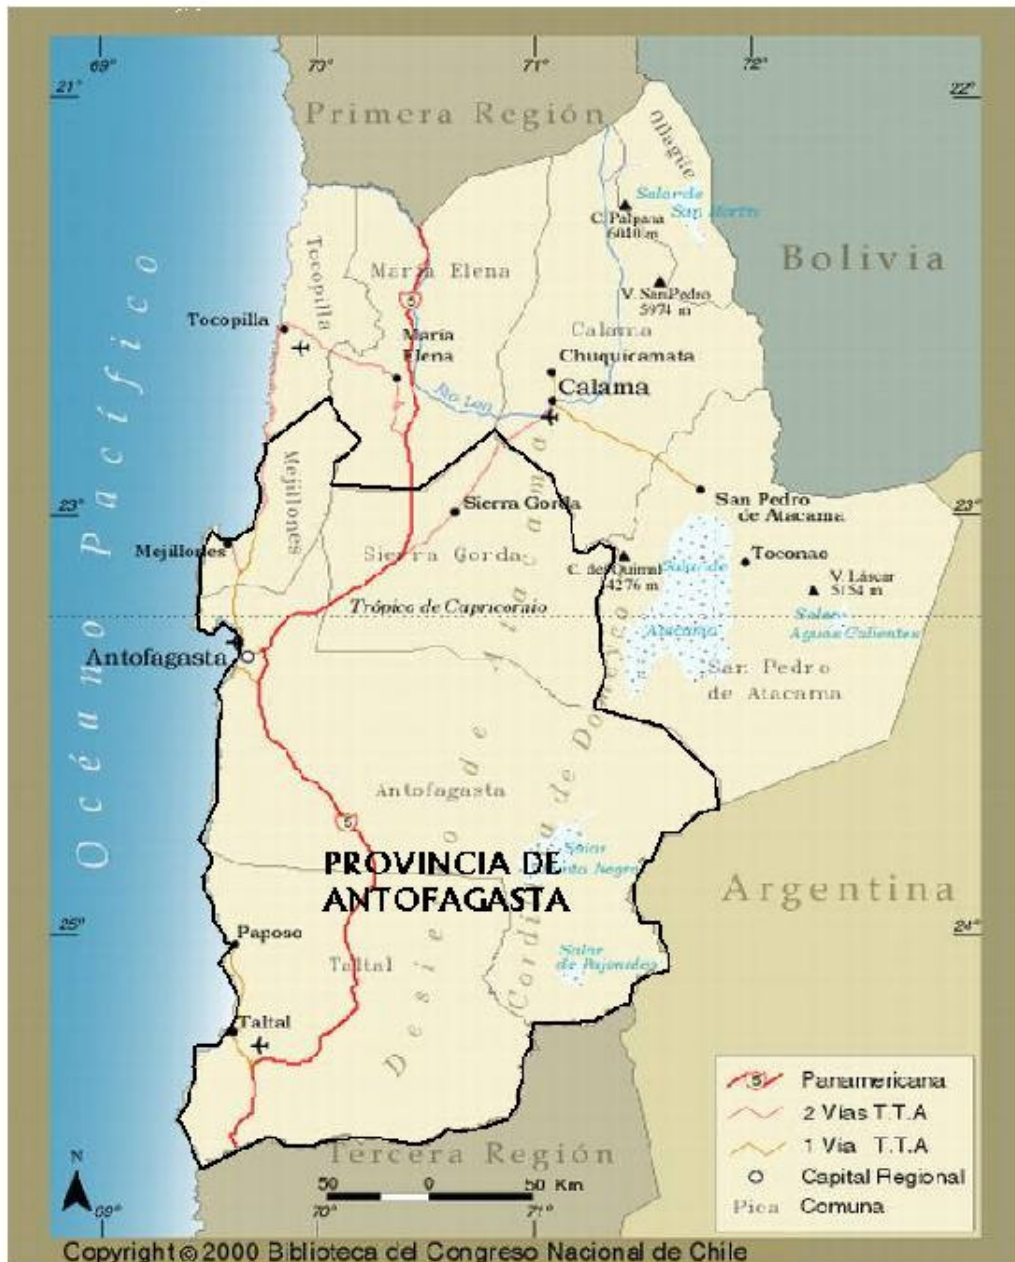 69°
70°
71°
72°
21°
22°
Primera Región
Ollagüe
Salar de
San Martín
C. Palpana
6040 m
Bolivia
Tocopilla
María Elena
V. San Pedro
5974 m
Tocopilla
María
Elena
Calama
Chuquicamata
Calama
Río Loa
Océano Pacífico
Mejillones
23°
23°
Sierra Gorda
San Pedro
de Atacama
Mejillones
Sierra Gorda
C. del Quimal
4276 m
Salar de
Atacama
Toconao
V. Láscar
5154 m
Trópico de Capricornio
Salar
Aguas Calientes
Antofagasta
San Pedro
de Atacama
Desierto de Atacama
Cordillera de Domeyko
Antofagasta
5
5
PROVINCIA DE
ANTOFAGASTA
Salar
Punta Negra
Argentina
25°
24°
Paposo
Taltal
Salar
de Pajonales
Taltal
5 Panamericana
2 Vías T.T.A
1 Vía T.T.A
Capital Regional
Pica Comuna
Tercera Región
N
50 0 50 Km
69°
70°
71°
Copyright © 2000 Biblioteca del Congreso Nacional de Chile